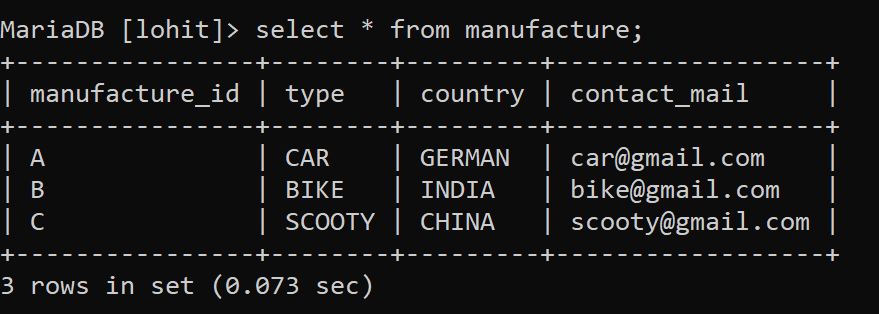 MariaDB [lohit]> select * from manufacture;
+----------------+--------+---------+------------------+
| manufacture_id | type   | country | contact_mail     |
+----------------+--------+---------+------------------+
| A              | CAR    | GERMAN  | car@gmail.com    |
| B              | BIKE   | INDIA   | bike@gmail.com   |
| C              | SCOOTY | CHINA   | scooty@gmail.com |
+----------------+--------+---------+------------------+
3 rows in set (0.073 sec)